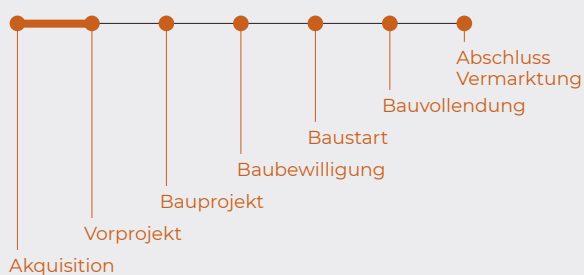 Abschluss
Vermarktung
Bauvollendung
Baustart
Baubewilligung
Bauprojekt
Vorprojekt
Akquisition